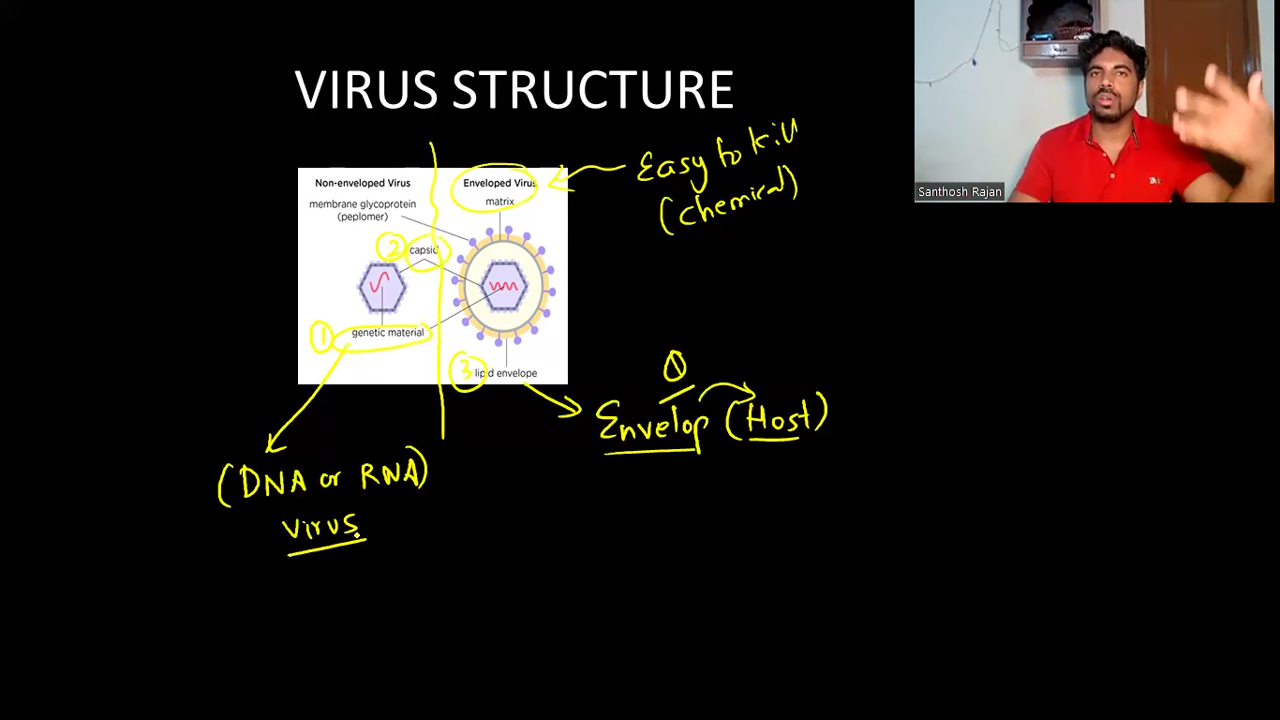 VIRUS STRUCTURE
Easy to kill
(chemical)
Non-enveloped Virus
Enveloped Virus
membrane glycoprotein
(peplomer)
matrix
2
capsid
1
genetic material
3
lipid envelope
Envelop (Host)
(DNA or RNA)
virus
Santhosh Rajan